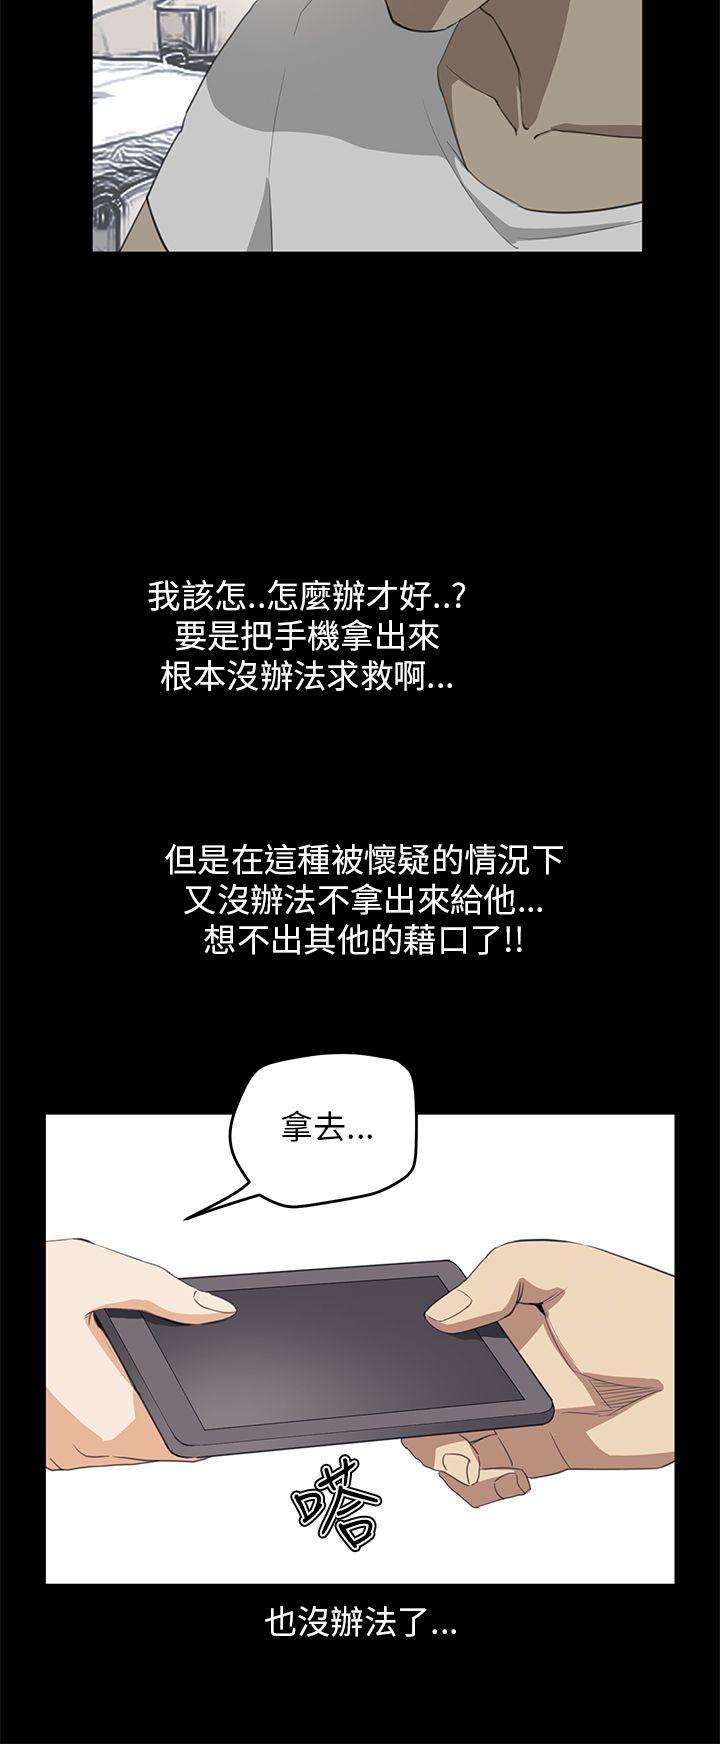 我該怎..怎麼辦才好..?
要是把手機拿出來
根本沒辦法求救啊...
但是在這種被懷疑的情況下
又沒辦法不拿出來給他...
想不出其他的藉口了!!
拿去...
嗒
也沒辦法了...